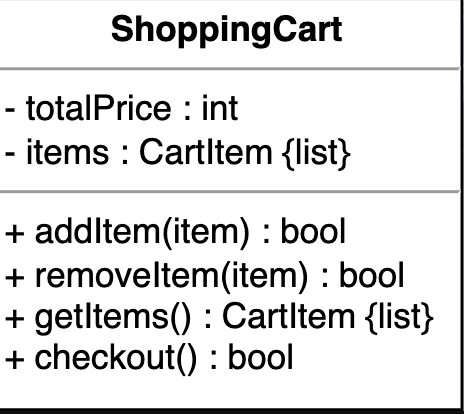 ShoppingCart
- totalPrice : int
- items : CartItem {list}
+ addItem(item) : bool
+ removeItem(item) : bool
+ getItems() : CartItem {list}
+ checkout() : bool